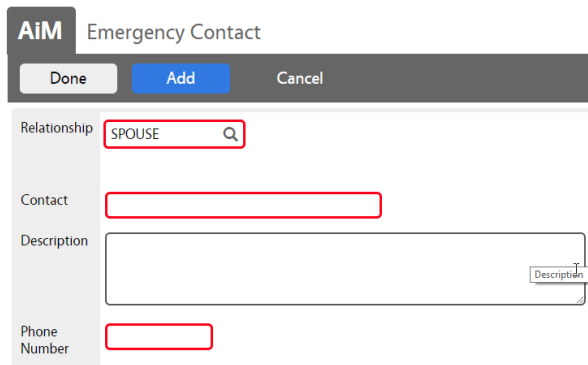 AiM Emergency Contact
Done Add Cancel
Relationship SPOUSE
Contact
Description
Description
Phone
Number